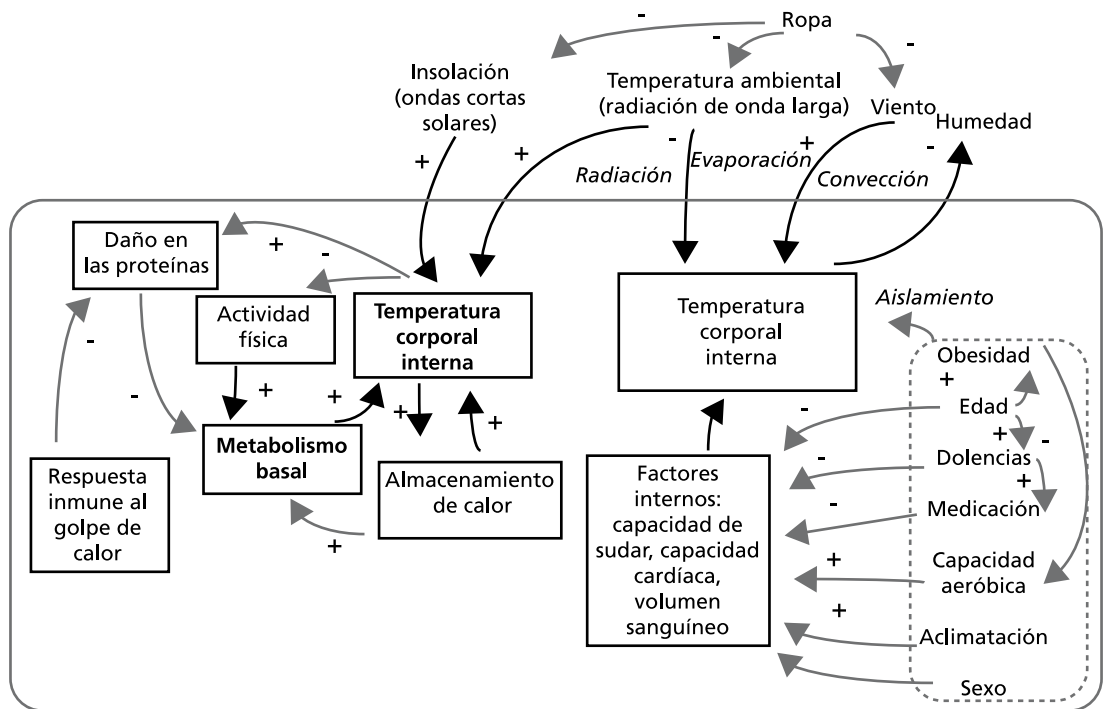 Ropa
-
-
-
Insolación
(ondas cortas
solares)
Temperatura ambiental
(radiación de onda larga)
Viento
Humedad
+
+
-
Evaporación
+
-
Radiación
Convección
Daño en
las proteínas
+
-
Actividad
física
Temperatura
corporal
interna
Temperatura
corporal
interna
Aislamiento
-
-
+
+
+
+
Metabolismo
basal
Respuesta
inmune al
golpe de
calor
Almacenamiento
de calor
+
Factores
internos:
capacidad de
sudar, capacidad
cardíaca,
volumen
sanguíneo
-
-
-
+
+
Obesidad
+
Edad
+
-
Dolencias
+
Medicación
Capacidad
aeróbica
Aclimatación
Sexo